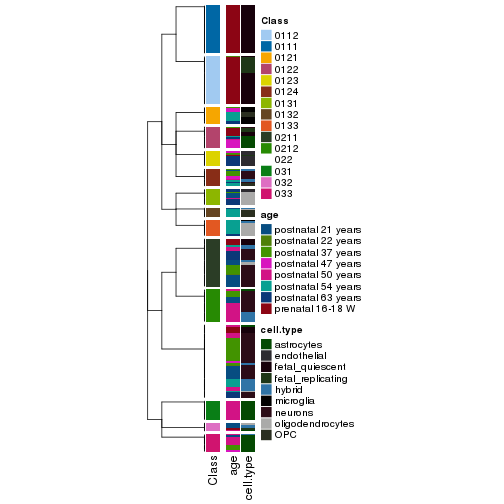 Class
0112
0111
0121
0122
0123
0124
0131
0132
0133
0211
0212
022
031
032
033
age
postnatal 21 years
postnatal 22 years
postnatal 37 years
postnatal 47 years
postnatal 50 years
postnatal 54 years
postnatal 63 years
prenatal 16-18 W
cell.type
astrocytes
endothelial
fetal_quiescent
fetal_replicating
hybrid
microglia
neurons
oligodendrocytes
OPC
Class
age
cell.type